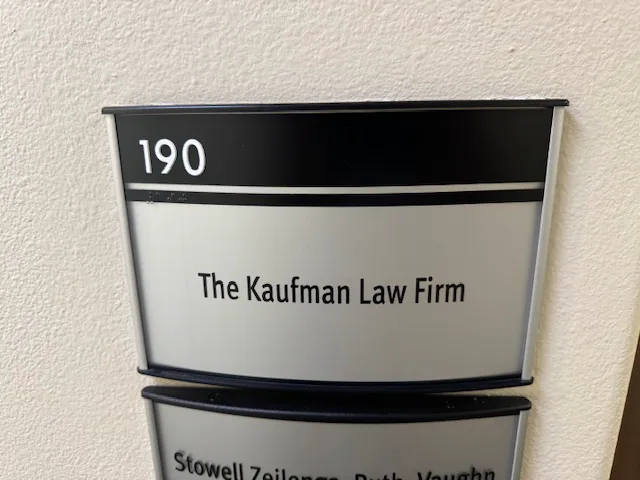 190
The Kaufman Law Firm
Stowell Zeilenga Ruth Vaughn